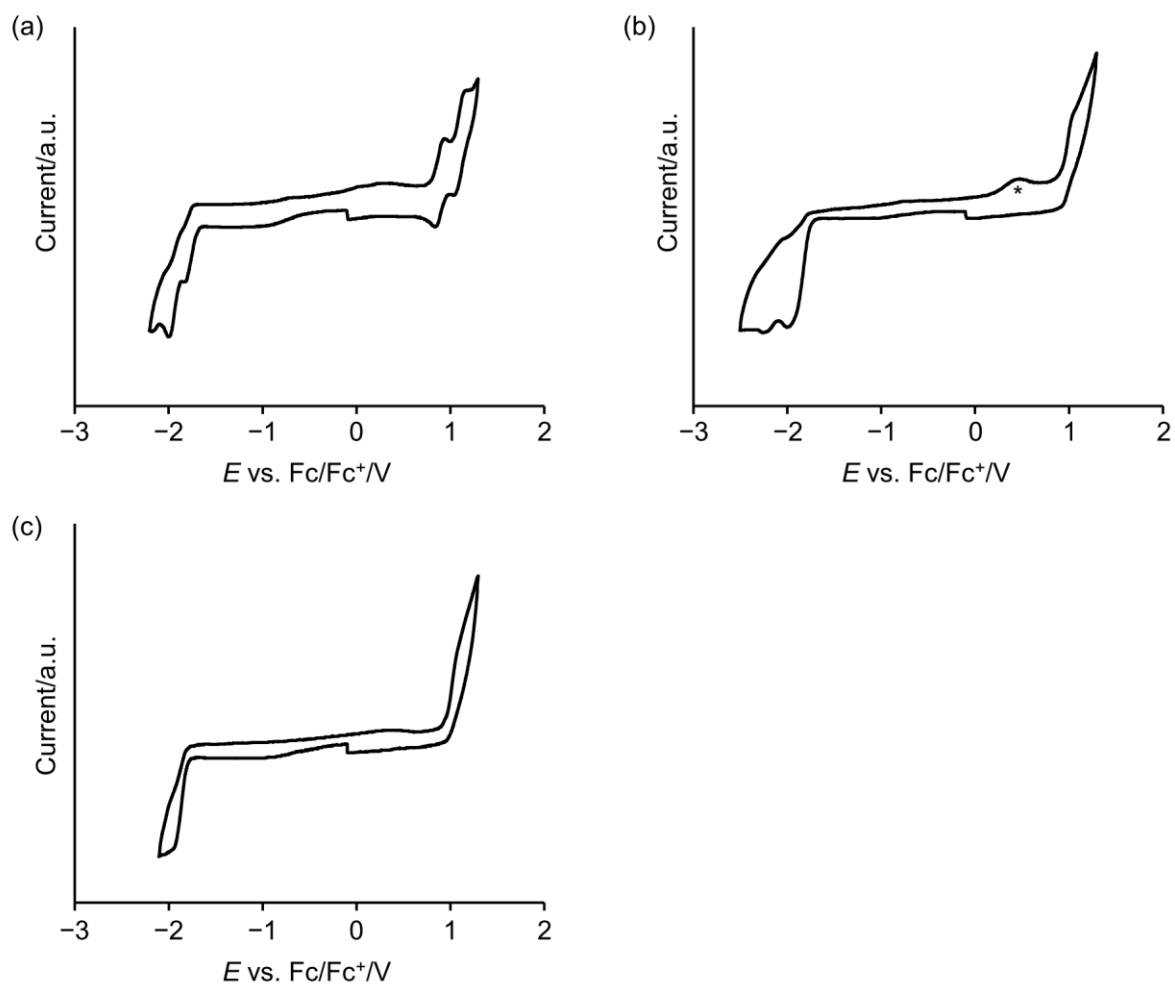 (a)
Current/a.u.
−3 −2 −1 0 1 2
E vs. Fc/Fc⁺/V
(b)
Current/a.u.
*
−3 −2 −1 0 1 2
E vs. Fc/Fc⁺/V
(c)
Current/a.u.
−3 −2 −1 0 1 2
E vs. Fc/Fc⁺/V